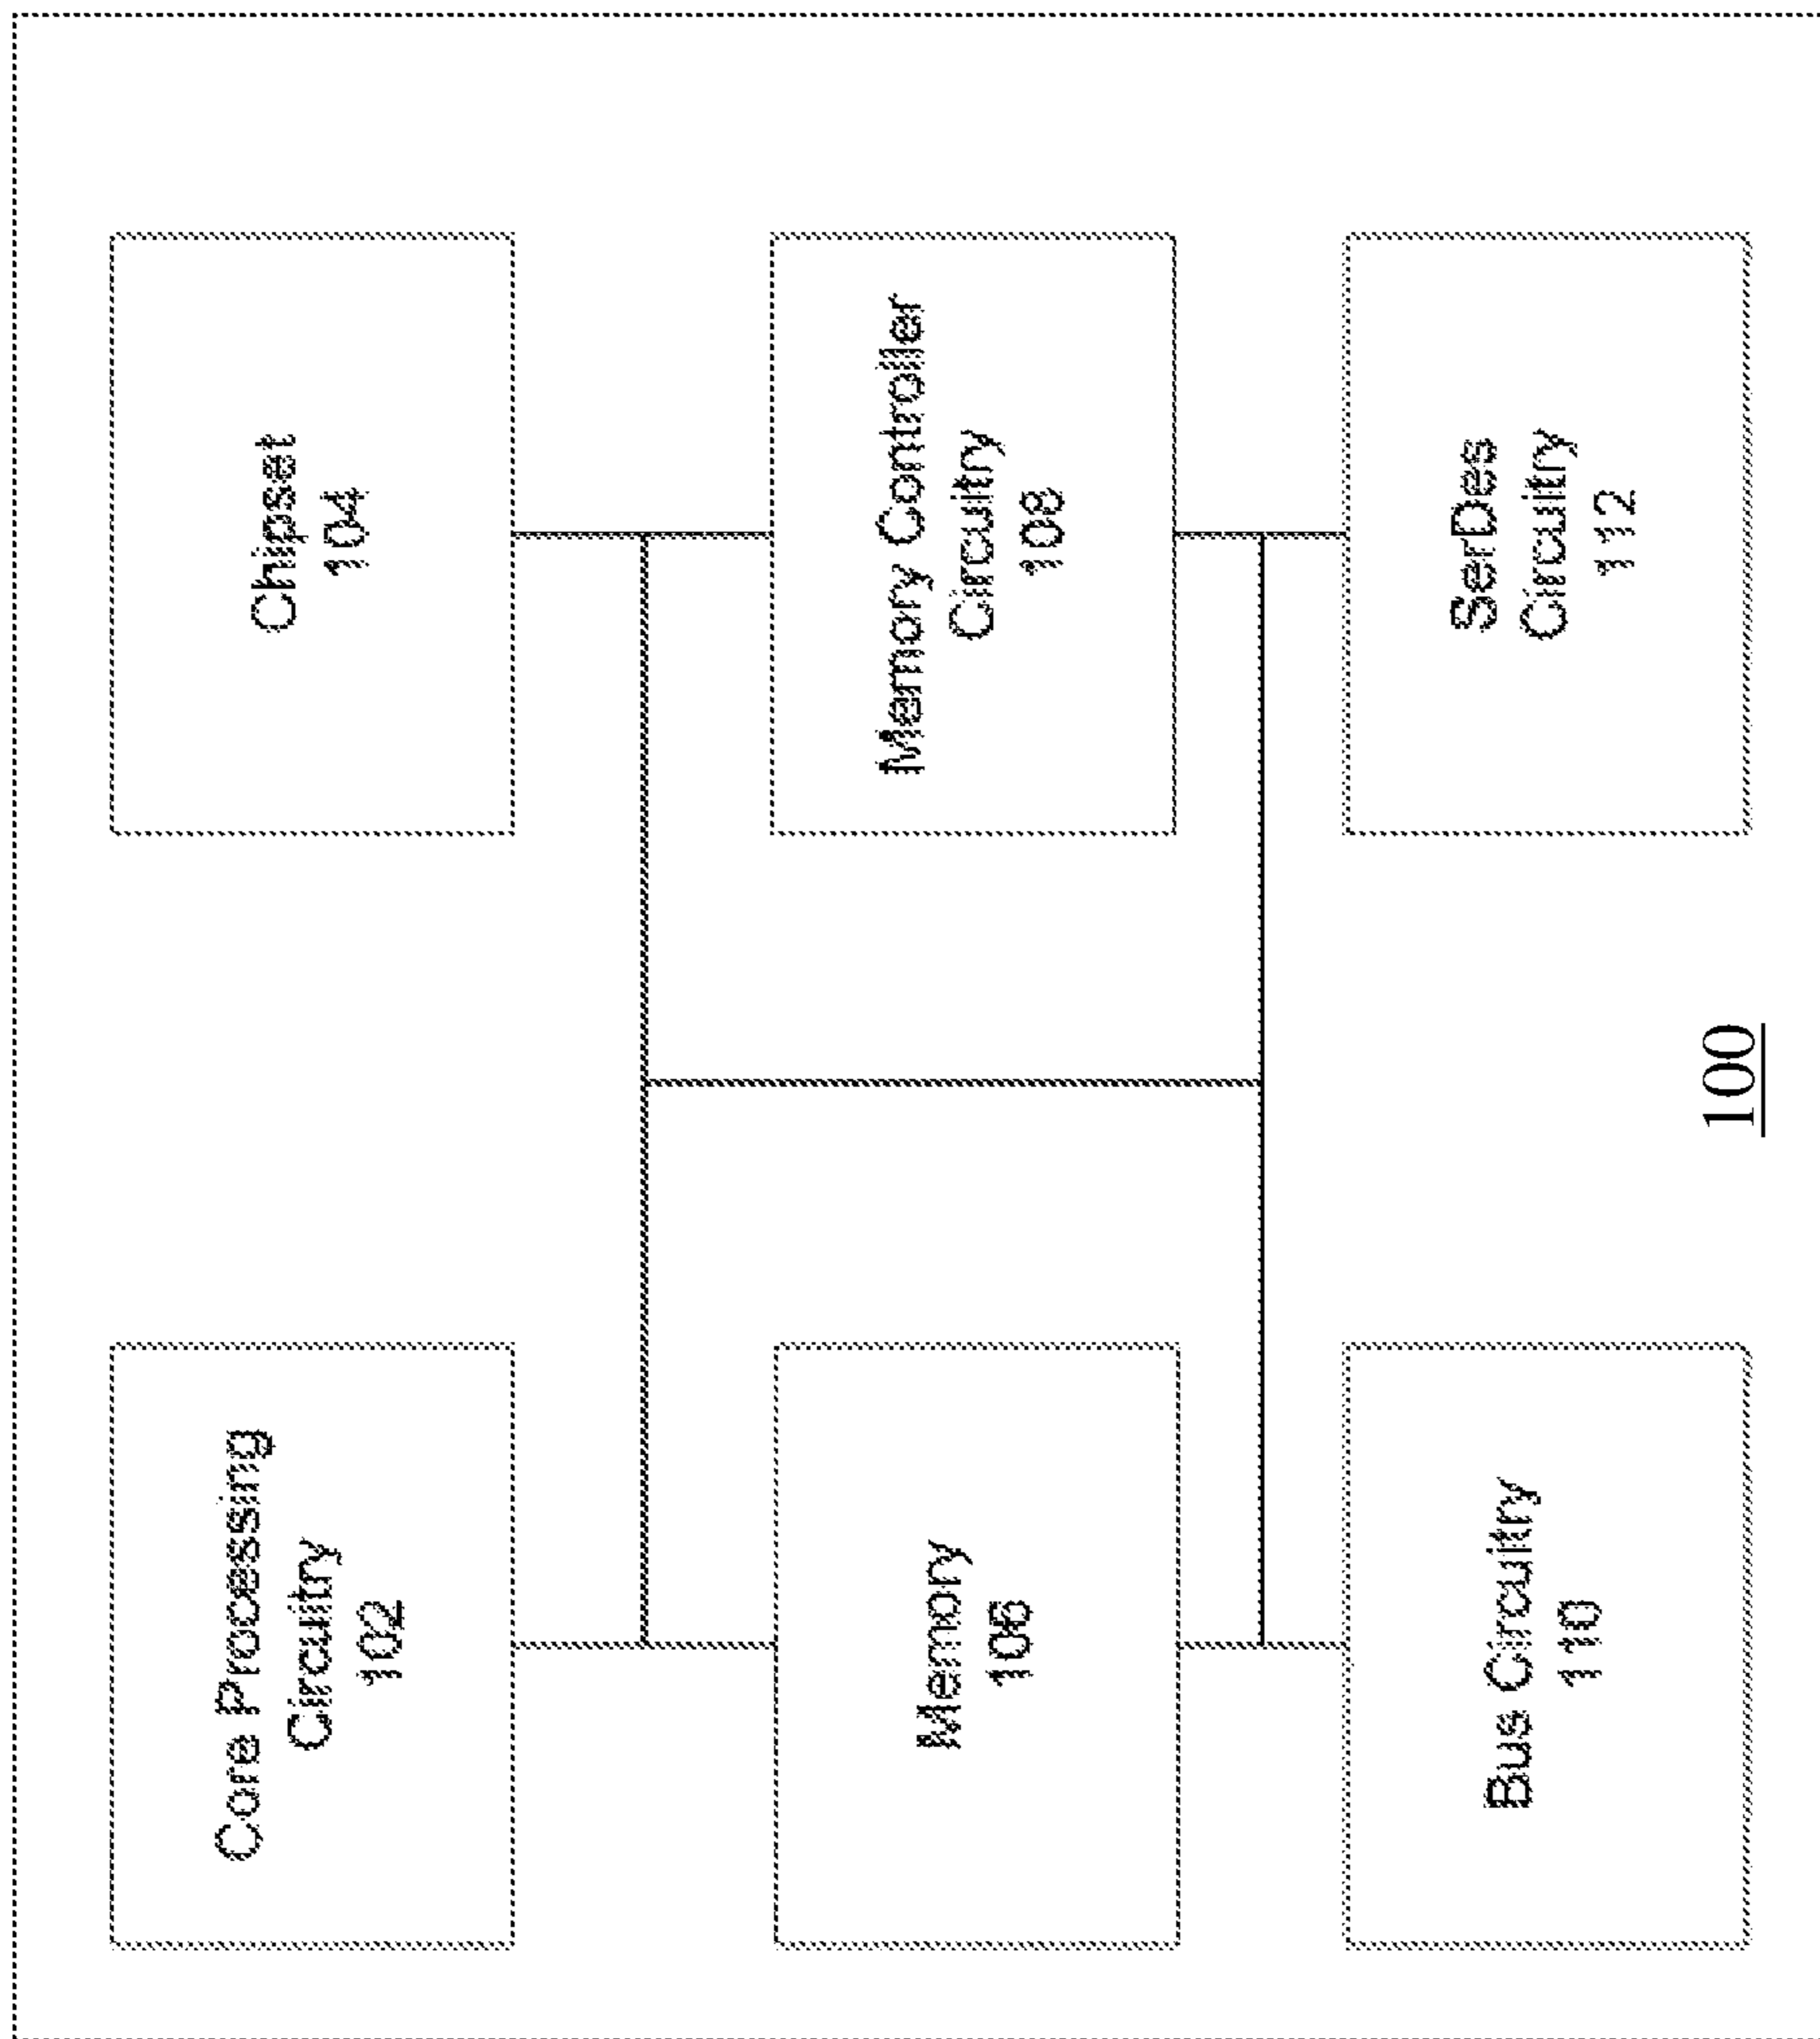 Core Processing
Circuitry
102
Chipset
104
Memory
106
Memory Controller
Circuitry
108
Bus Circuitry
110
SerDes
Circuitry
112
100